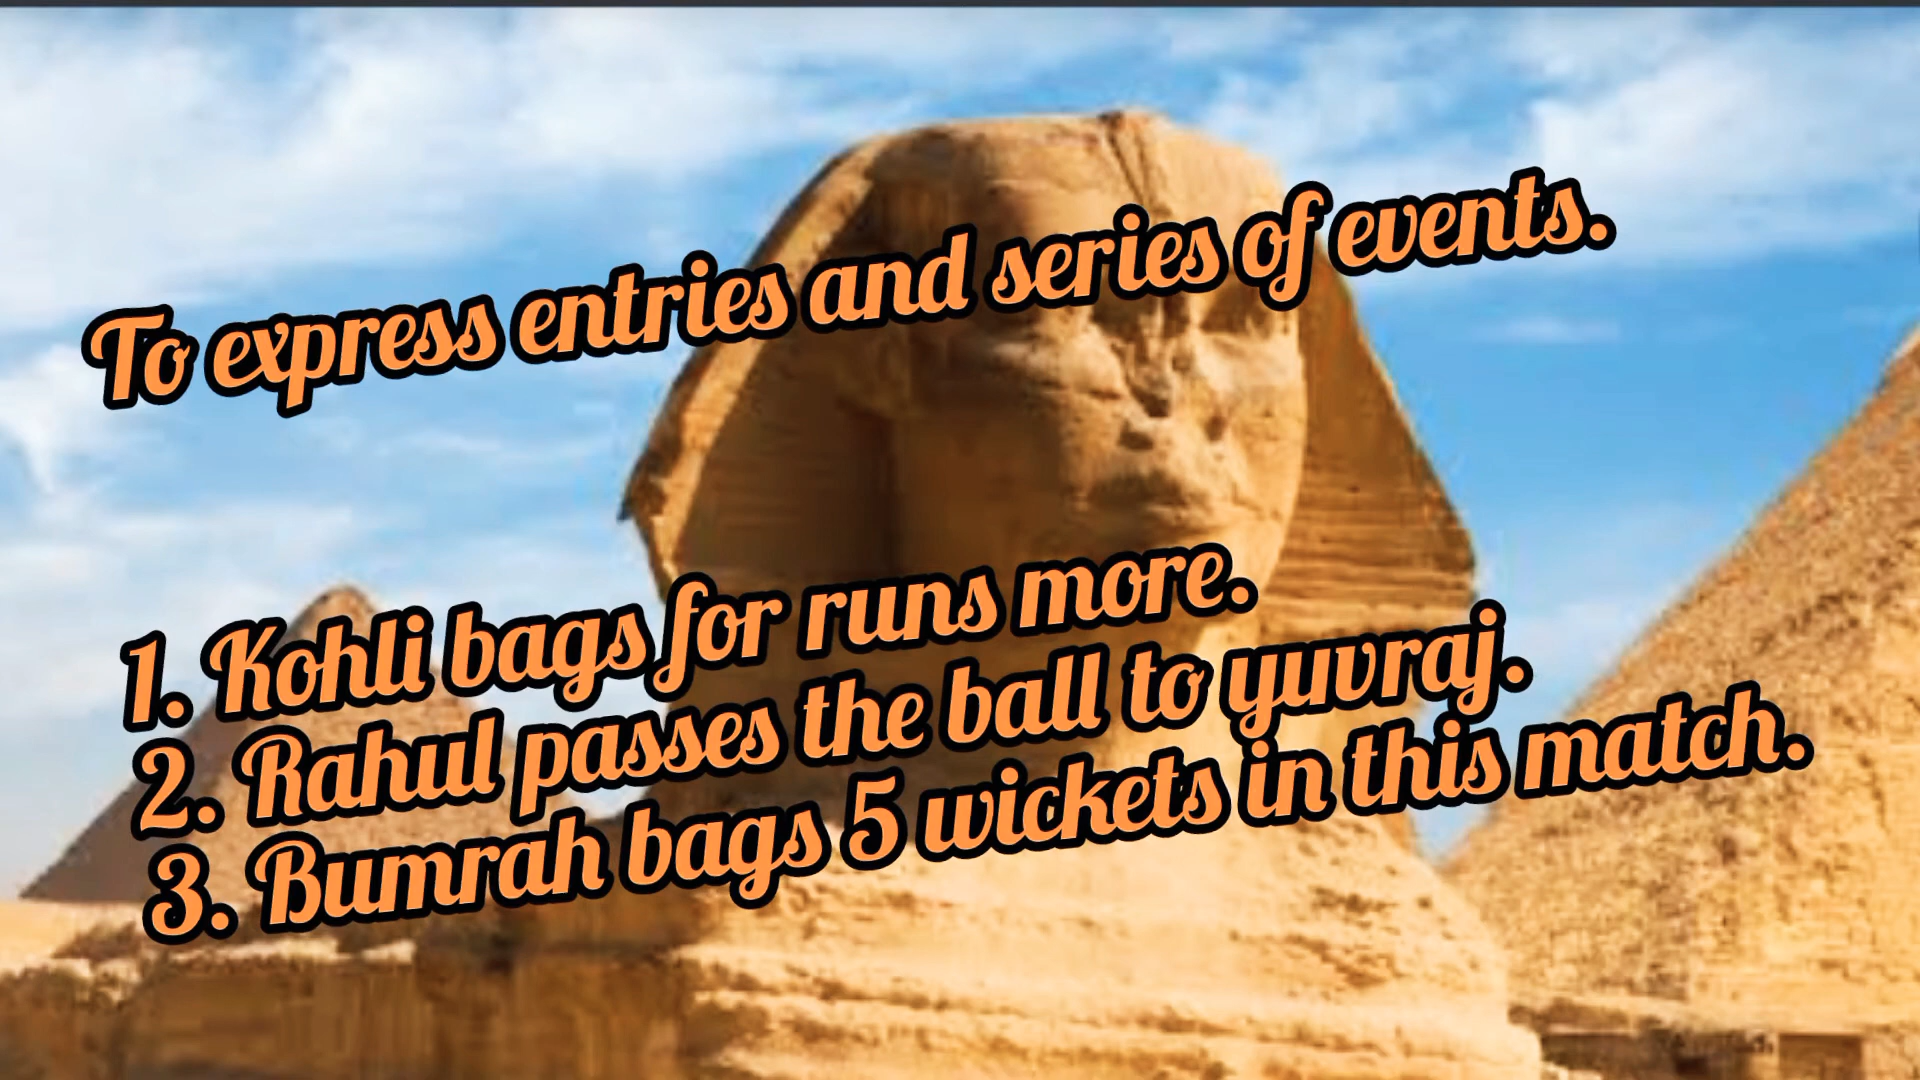 To express entries and series of events.
1. Kohli bags for runs more.
2. Rahul passes the ball to yuvraj.
3. Bumrah bags 5 wickets in this match.